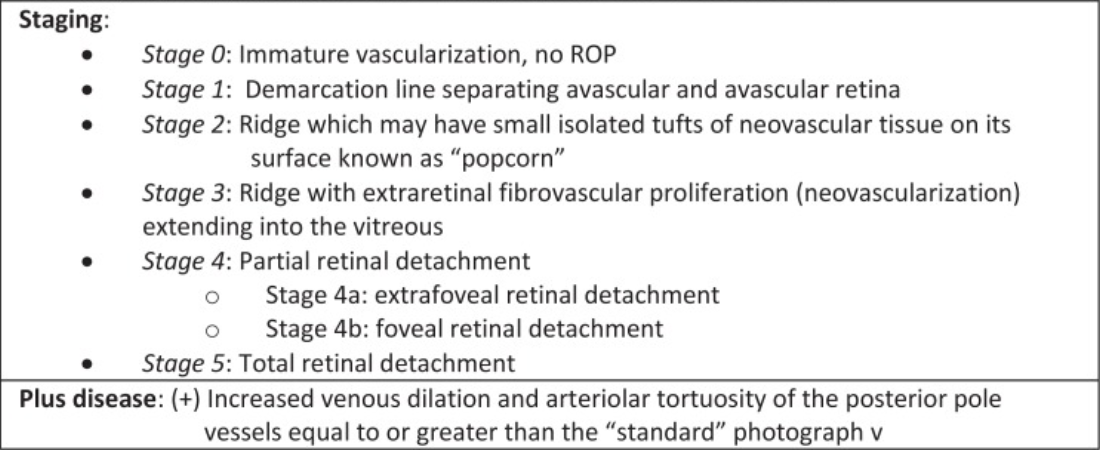 Staging:
• Stage 0: Immature vascularization, no ROP
• Stage 1: Demarcation line separating avascular and avascular retina
• Stage 2: Ridge which may have small isolated tufts of neovascular tissue on its
surface known as “popcorn”
• Stage 3: Ridge with extraretinal fibrovascular proliferation (neovascularization)
extending into the vitreous
• Stage 4: Partial retinal detachment
○ Stage 4a: extrafoveal retinal detachment
○ Stage 4b: foveal retinal detachment
• Stage 5: Total retinal detachment
Plus disease: (+) Increased venous dilation and arteriolar tortuosity of the posterior pole
vessels equal to or greater than the “standard” photograph v